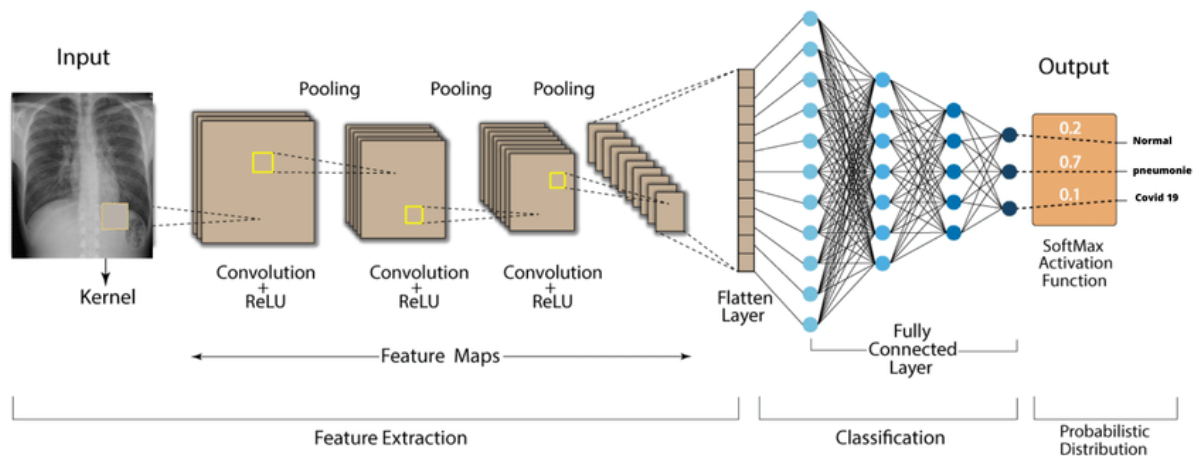 Input
Pooling
Pooling
Pooling
Output
0.2
Normal
0.7
pneumonie
0.1
Covid 19
Kernel
Convolution
+
ReLU
Convolution
+
ReLU
Convolution
+
ReLU
Flatten
Layer
SoftMax
Activation
Function
Feature Maps
Fully
Connected
Layer
Feature Extraction
Classification
Probabilistic
Distribution